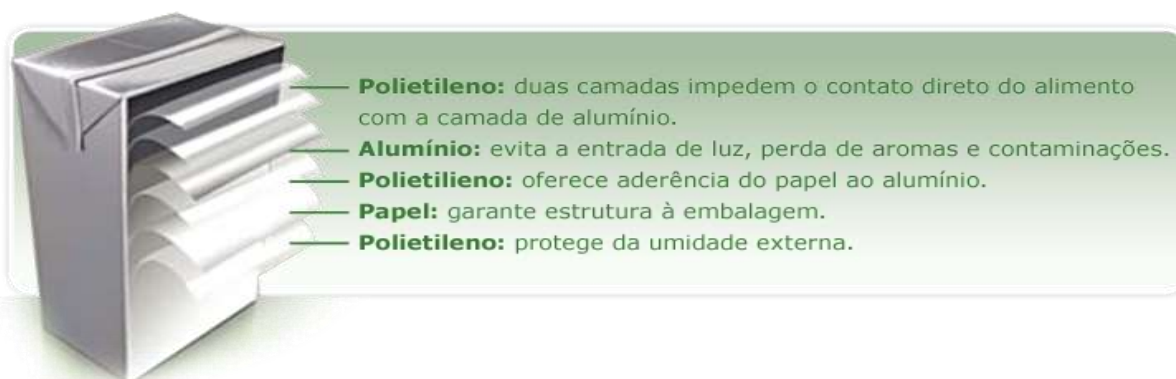 Polietileno: duas camadas impedem o contato direto do alimento
com a camada de alumínio.
Alumínio: evita a entrada de luz, perda de aromas e contaminações.
Polietilieno: oferece aderência do papel ao alumínio.
Papel: garante estrutura à embalagem.
Polietileno: protege da umidade externa.